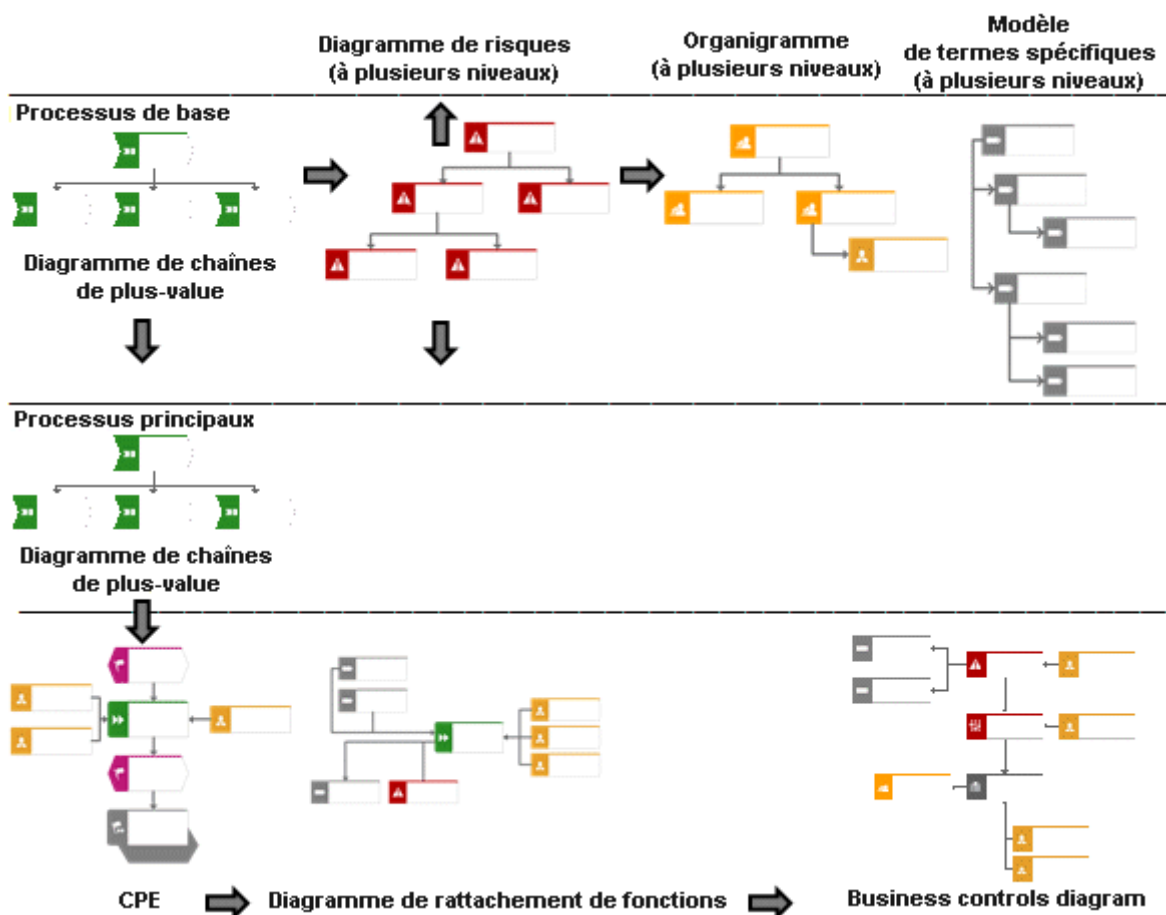 Diagramme de risques
(à plusieurs niveaux)
Organigramme
(à plusieurs niveaux)
Modèle
de termes spécifiques
(à plusieurs niveaux)
Processus de base
Diagramme de chaînes
de plus-value
Processus principaux
Diagramme de chaînes
de plus-value
CPE
Diagramme de rattachement de fonctions
Business controls diagram